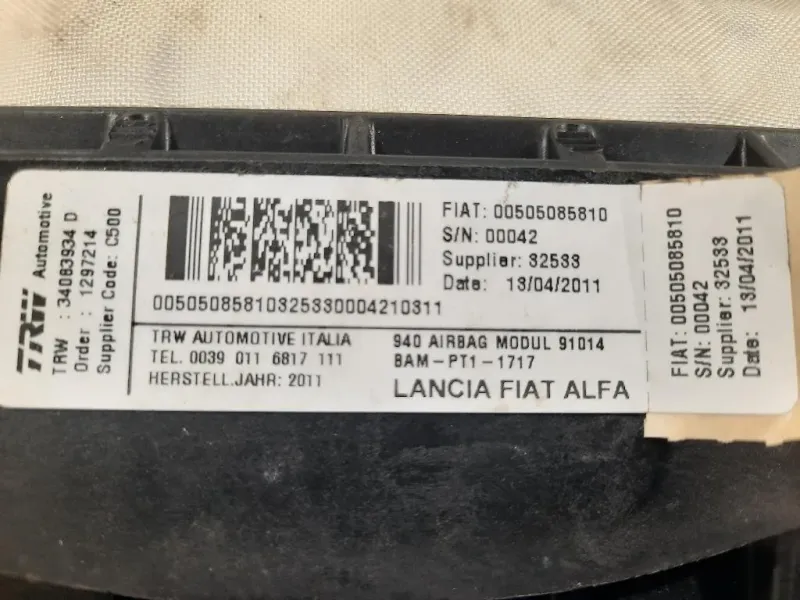 TRW Automotive
TRW : 34083934 D
Order : 1297214
Supplier Code: C500
FIAT: 00505085810
S/N: 00042
Supplier: 32533
Date: 13/04/2011
00505085810325330004210311
TRW AUTOMOTIVE ITALIA
TEL. 0039 011 6817 111
HERSTELL.JAHR: 2011
940 AIRBAG MODUL 91014
BAM-PT1-1717
LANCIA FIAT ALFA
FIAT: 00505085810
S/N: 00042
Supplier: 32533
Date: 13/04/2011